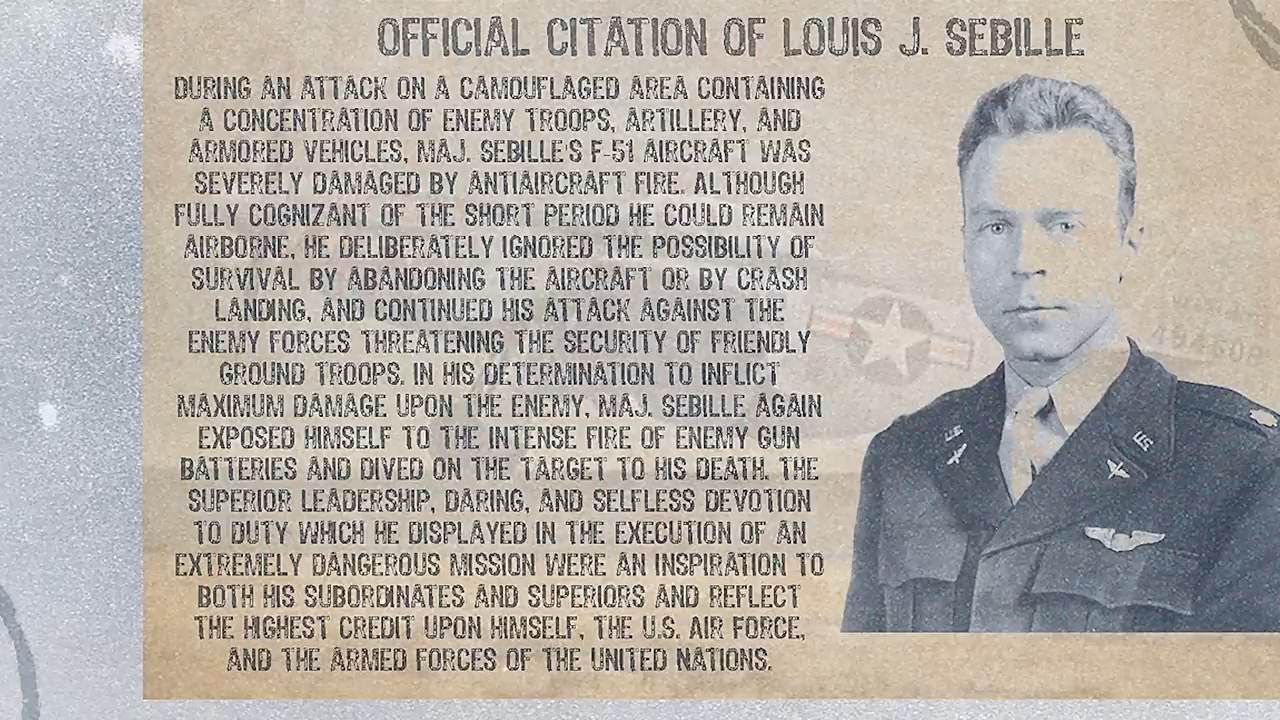 OFFICIAL CITATION OF LOUIS J. SEBILLE
DURING AN ATTACK ON A CAMOUFLAGED AREA CONTAINING
A CONCENTRATION OF ENEMY TROOPS, ARTILLERY, AND
ARMORED VEHICLES, MAJ. SEBILLE'S F-51 AIRCRAFT WAS
SEVERELY DAMAGED BY ANTIAIRCRAFT FIRE. ALTHOUGH
FULLY COGNIZANT OF THE SHORT PERIOD HE COULD REMAIN
AIRBORNE, HE DELIBERATELY IGNORED THE POSSIBILITY OF
SURVIVAL BY ABANDONING THE AIRCRAFT OR BY CRASH
LANDING, AND CONTINUED HIS ATTACK AGAINST THE
ENEMY FORCES THREATENING THE SECURITY OF FRIENDLY
GROUND TROOPS. IN HIS DETERMINATION TO INFLICT
MAXIMUM DAMAGE UPON THE ENEMY, MAJ. SEBILLE AGAIN
EXPOSED HIMSELF TO THE INTENSE FIRE OF ENEMY GUN
BATTERIES AND DIVED ON THE TARGET TO HIS DEATH. THE
SUPERIOR LEADERSHIP, DARING, AND SELFLESS DEVOTION
TO DUTY WHICH HE DISPLAYED IN THE EXECUTION OF AN
EXTREMELY DANGEROUS MISSION WERE AN INSPIRATION TO
BOTH HIS SUBORDINATES AND SUPERIORS AND REFLECT
THE HIGHEST CREDIT UPON HIMSELF, THE U.S. AIR FORCE,
AND THE ARMED FORCES OF THE UNITED NATIONS.
U.S.
U.S.